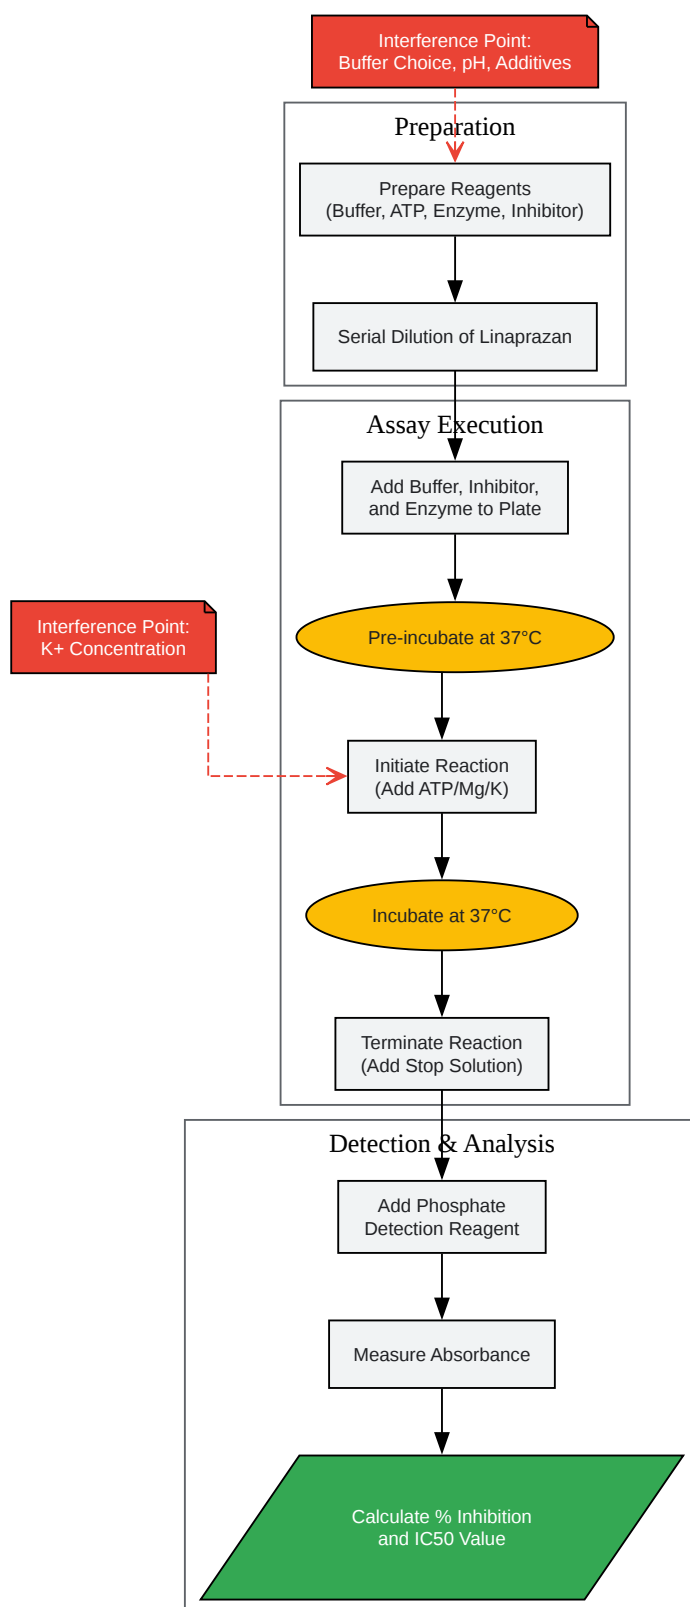 Interference Point:
Buffer Choice, pH, Additives
Preparation
Prepare Reagents
(Buffer, ATP, Enzyme, Inhibitor)
Serial Dilution of Linaprazan
Assay Execution
Add Buffer, Inhibitor,
and Enzyme to Plate
Pre-incubate at 37°C
Interference Point:
K+ Concentration
Initiate Reaction
(Add ATP/Mg/K)
Incubate at 37°C
Terminate Reaction
(Add Stop Solution)
Detection & Analysis
Add Phosphate
Detection Reagent
Measure Absorbance
Calculate % Inhibition
and IC50 Value